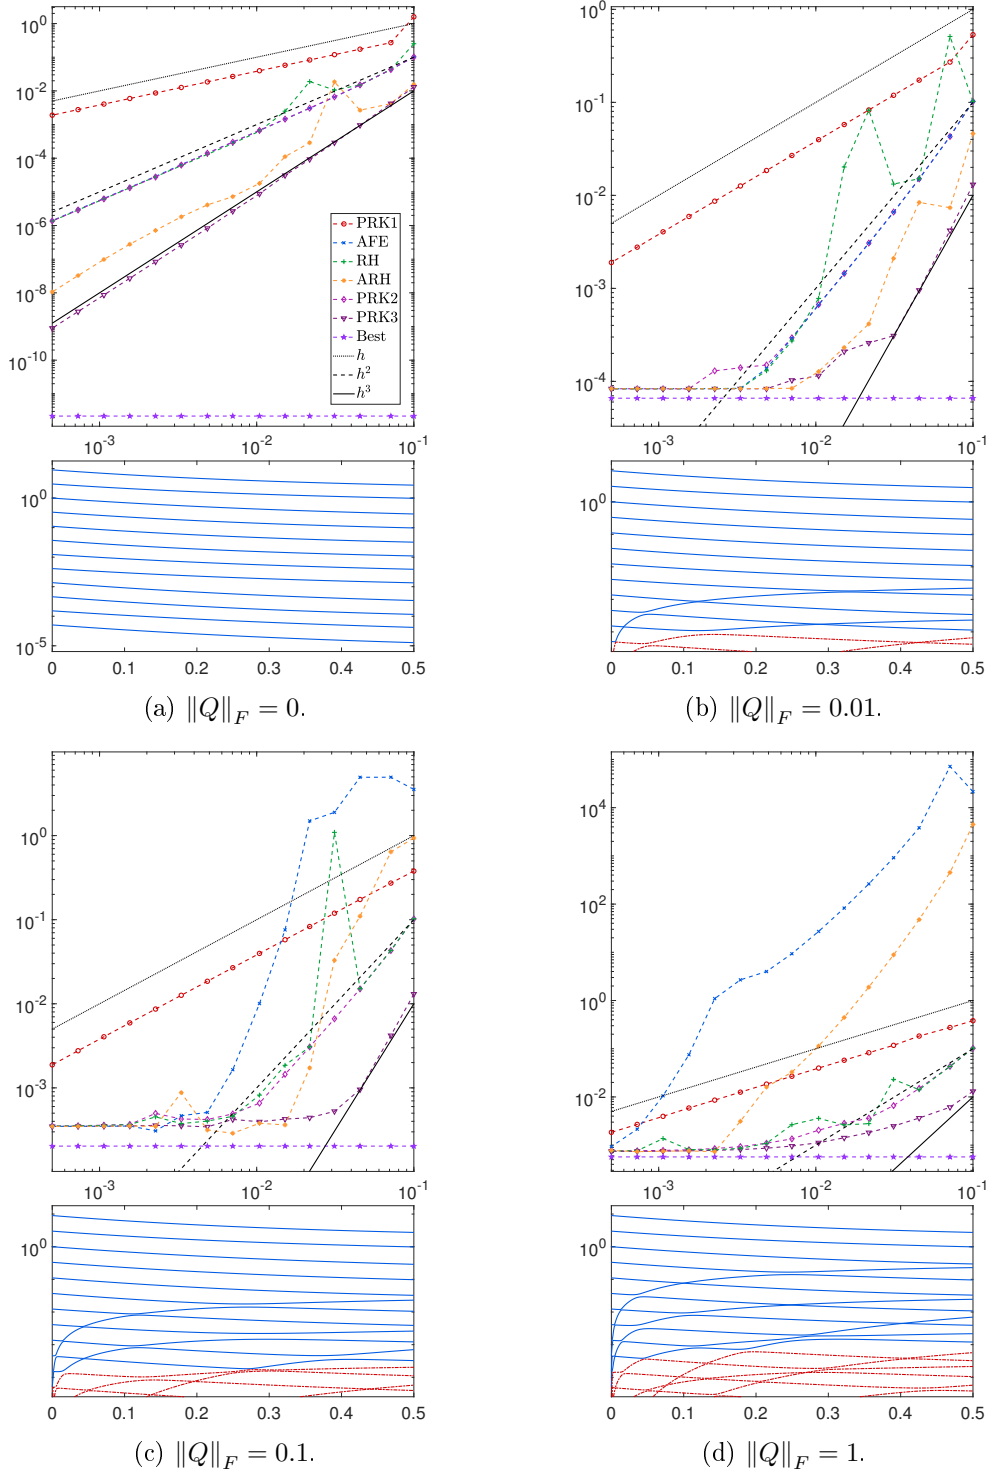 10^0
10^-2
10^-4
10^-6
10^-8
10^-10
10^-3 10^-2 10^-1
PRK1
AFE
RH
ARH
PRK2
PRK3
Best
h
h^2
h^3
10^0
10^-5
0 0.1 0.2 0.3 0.4 0.5
(a) ‖Q‖_F = 0.
10^0
10^-1
10^-2
10^-3
10^-4
10^-3 10^-2 10^-1
10^0
0 0.1 0.2 0.3 0.4 0.5
(b) ‖Q‖_F = 0.01.
10^0
10^-1
10^-2
10^-3
10^-3 10^-2 10^-1
10^0
0 0.1 0.2 0.3 0.4 0.5
(c) ‖Q‖_F = 0.1.
10^4
10^2
10^0
10^-2
10^-3 10^-2 10^-1
10^0
0 0.1 0.2 0.3 0.4 0.5
(d) ‖Q‖_F = 1.